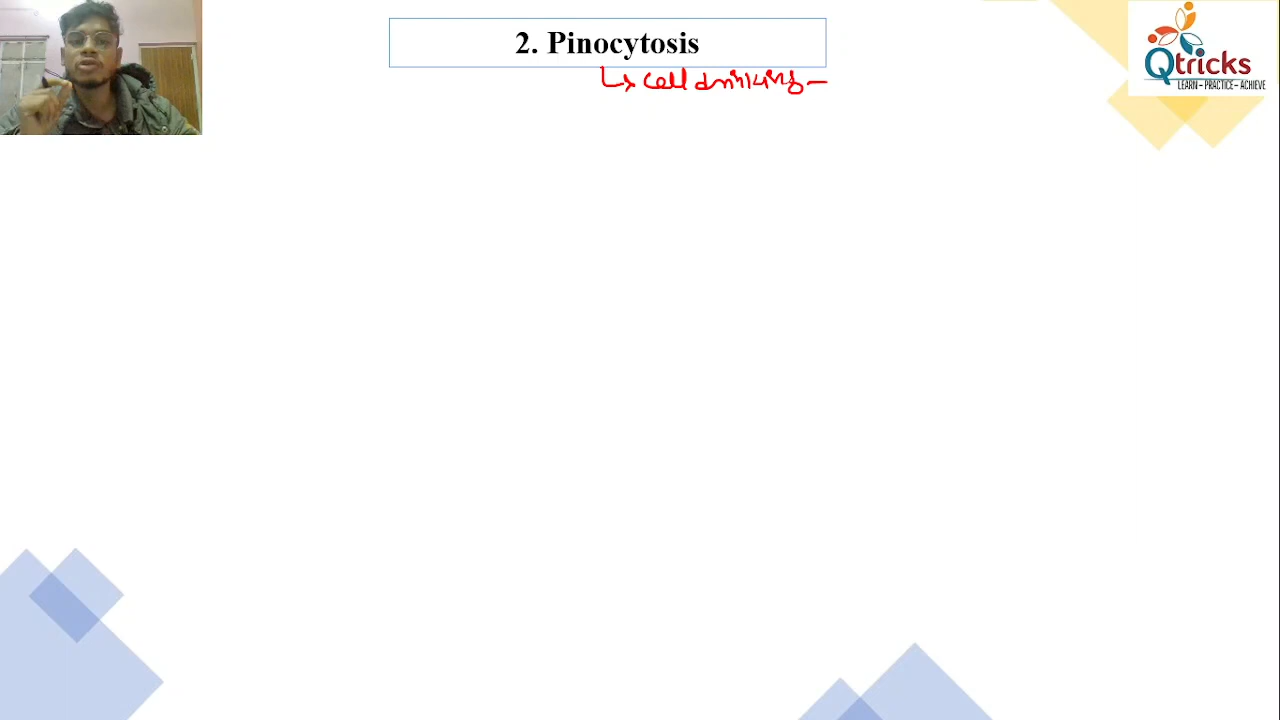 2. Pinocytosis
↳ cell drinking –
Qtricks
LEARN – PRACTICE – ACHIEVE